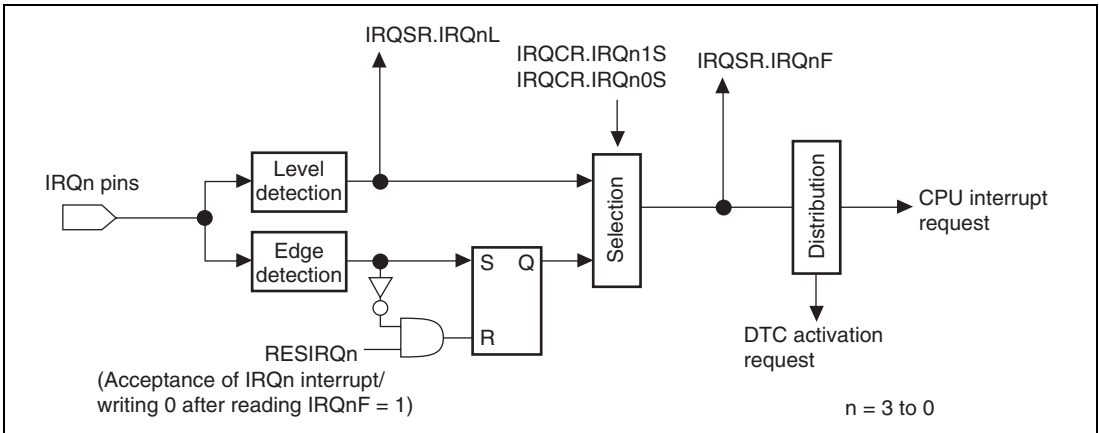 IRQSR.IRQnL
IRQCR.IRQn1S
IRQCR.IRQn0S
IRQSR.IRQnF
IRQn pins
Level
detection
Edge
detection
S Q
R
Selection
Distribution
CPU interrupt
request
DTC activation
request
RESIRQn
(Acceptance of IRQn interrupt/
writing 0 after reading IRQnF = 1)
n = 3 to 0